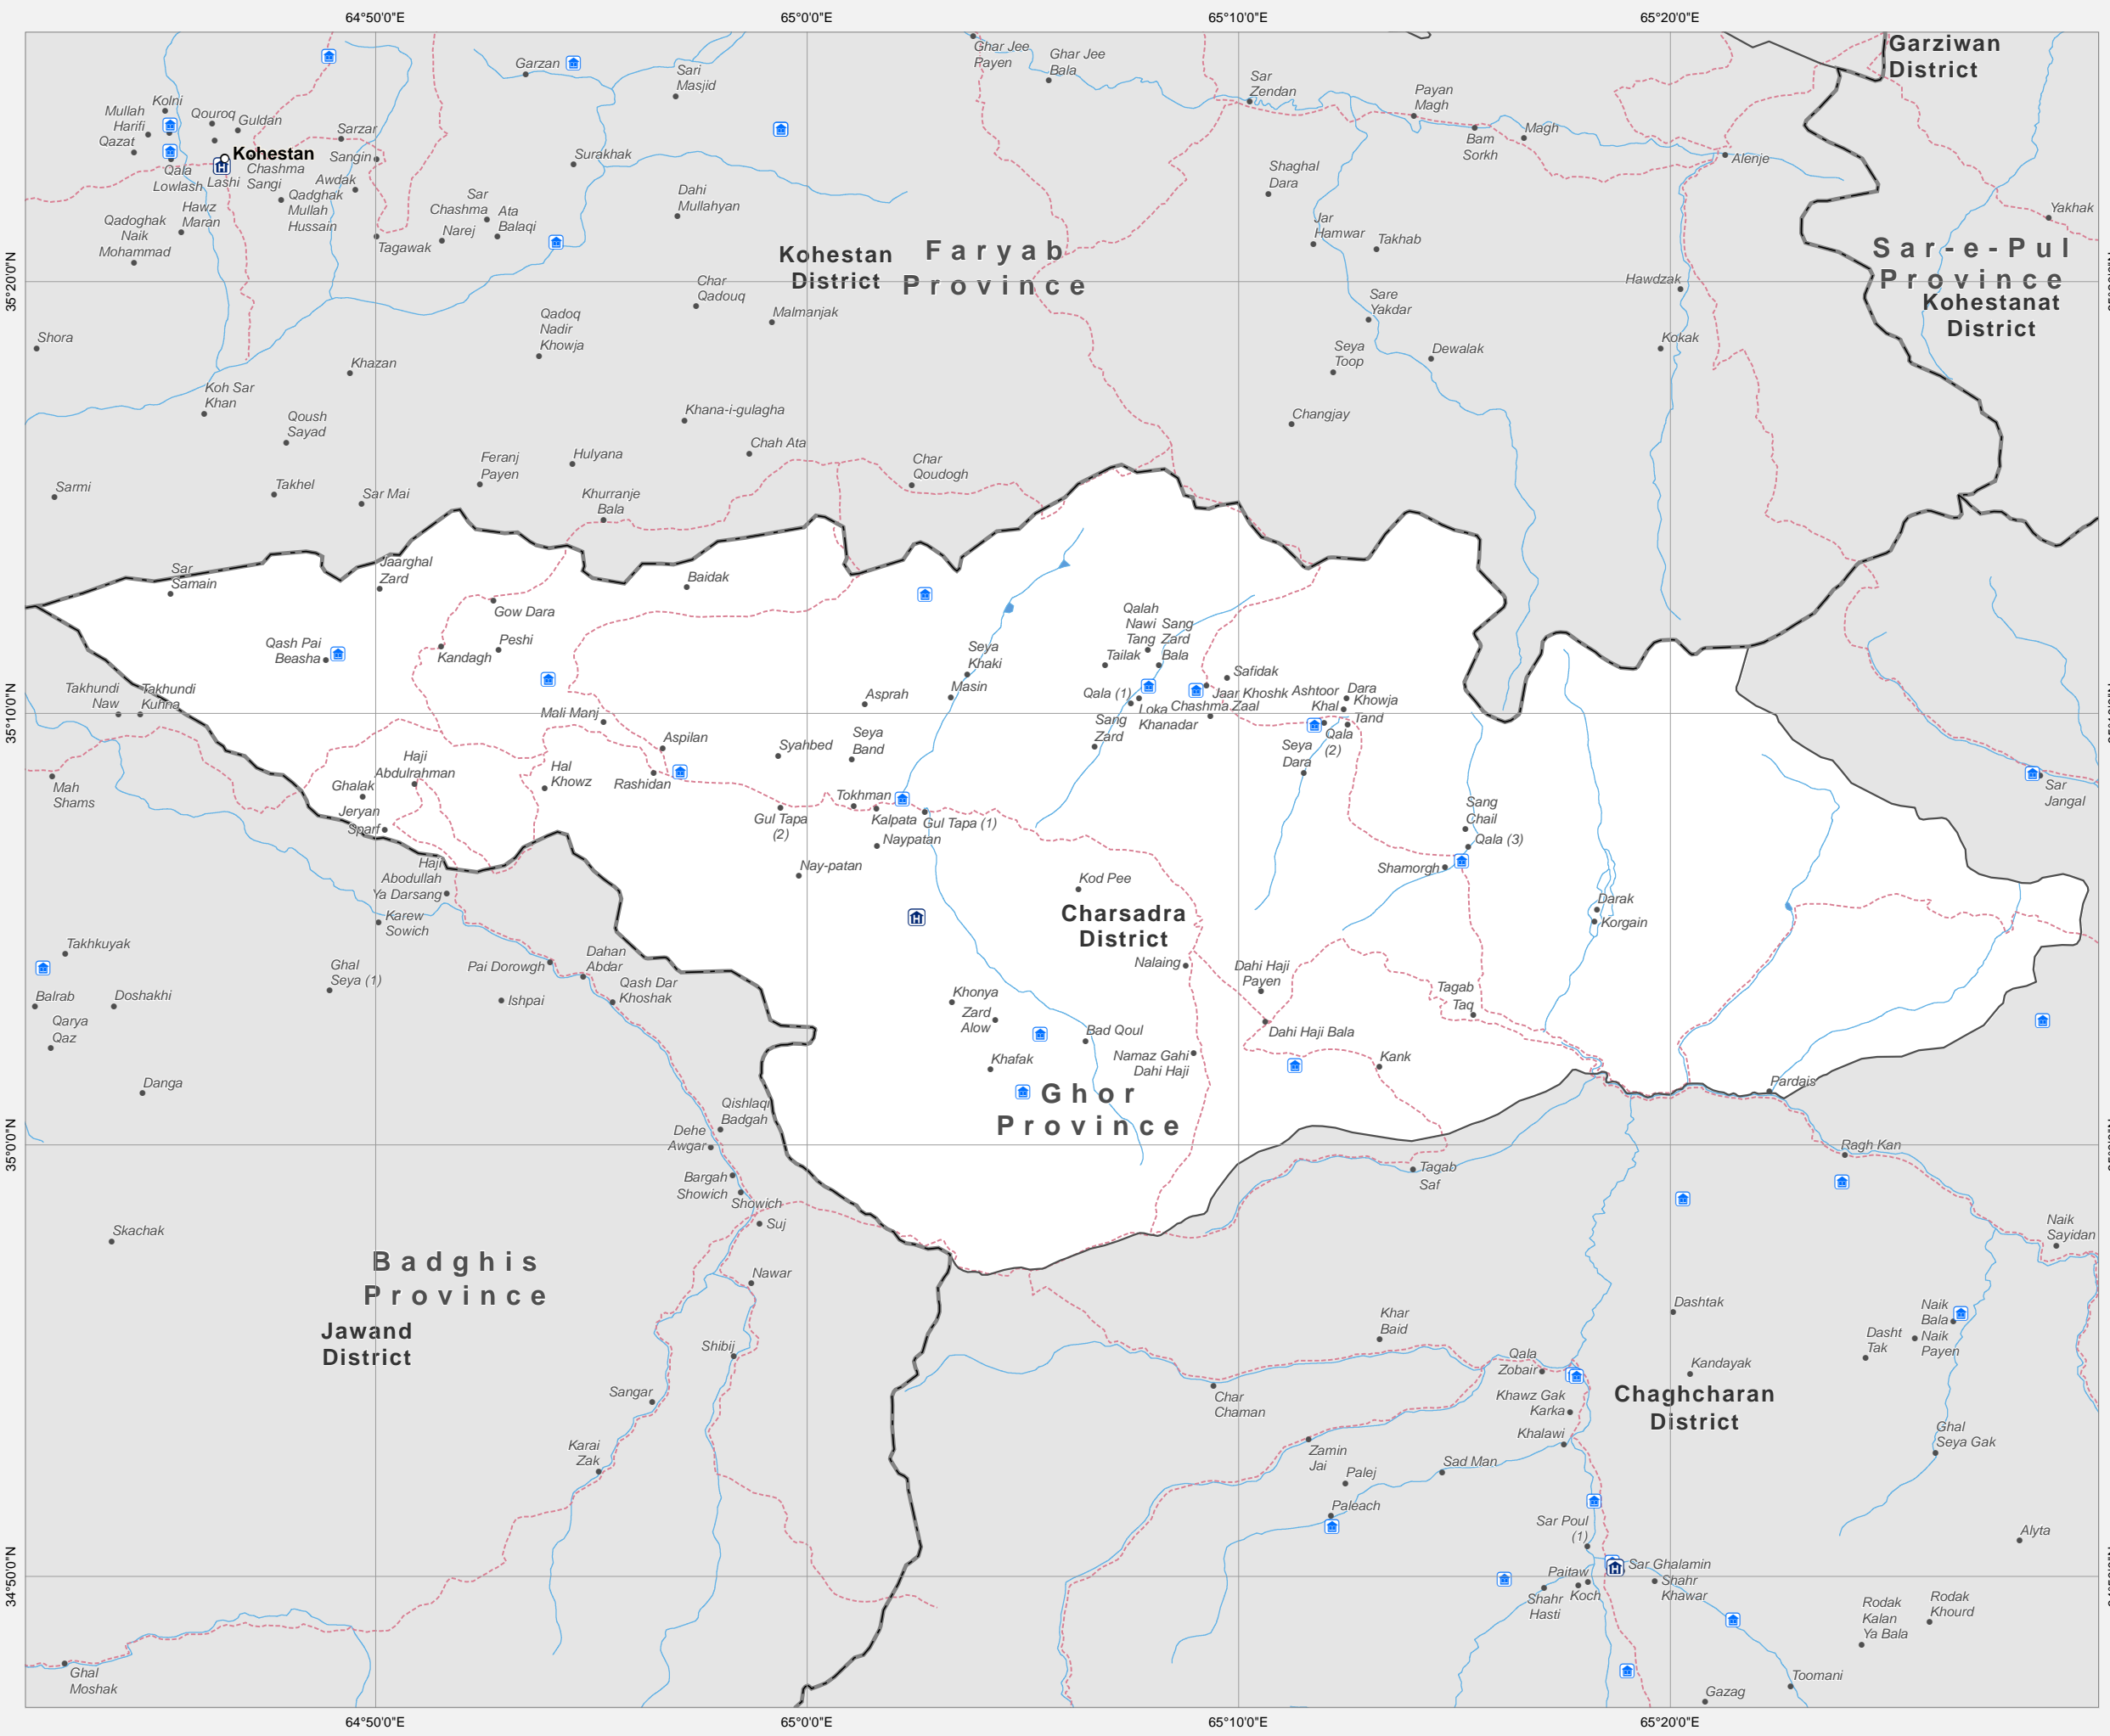 64°50'0"E
65°0'0"E
65°10'0"E
65°20'0"E
Garziwan
District
Ghar Jee
Payen
Ghar Jee
Bala
Garzan
Sari
Masjid
Sar
Zendan
Payan
Magh
Kolni
Mullah
Harifi
Qouroq
Guldan
Qazat
Sarzar
Bam
Sorkh
Magh
Kohestan
Sangin
Surakhak
Alenje
Qala
Lowlash
Lashi
Chashma
Sangi
Awdak
Shaghal
Dara
Qadghak
Mullah
Hussain
Hawz
Maran
Sar
Chashma
Ata
Balaqi
Dahi
Mullahyan
Yakhak
Qadoghak
Naik
Mohammad
Narej
Tagawak
Jar
Hamwar
Takhab
Kohestan
District
Faryab
Province
Sar-e-Pul
Province
Kohestanat
District
35°20'0"N
Char
Qadouq
Hawdzak
Malmanjak
Sare
Yakdar
Qadoq
Nadir
Khowja
Shora
Kokak
Seya
Toop
Dewalak
Khazan
Koh Sar
Khan
Khana-i-gulagha
Changjay
Qoush
Sayad
Chah Ata
Feranj
Payen
Hulyana
Char
Qoudogh
Sarmi
Takhel
Sar Mai
Khurranje
Bala
Sar
Samain
Jaarghal
Zard
Baidak
Gow Dara
Qalah
Nawi
Tang
Sang
Zard
Bala
Qash Pai
Beasha
Peshi
Kandagh
Seya
Khaki
Tailak
Safidak
Takhundi
Naw
Takhundi
Kuhna
Masin
Asprah
Qala (1)
Jaar Khoshk
Ashtoor
Khal
Dara
Khowja
Loka
Khanadar
Chashma Zaal
35°10'0"N
Mali Manj
Tand
Sang
Zard
Qala
(2)
Aspilan
Syahbed
Seya
Band
Seya
Dara
Haji
Abdulrahman
Hal
Khowz
Rashidan
Mah
Shams
Ghalak
Sar
Jangal
Tokhman
Jeryan
Sparf
Gul Tapa
(2)
Kalpata
Gul Tapa (1)
Sang
Chail
Naypatan
Qala (3)
Haji
Abodullah
Ya Darsang
Nay-patan
Shamorgh
Kod Pee
Darak
Karew
Sowich
Charsadra
District
Korgain
Takhkuyak
Ghal
Seya (1)
Pai Dorowgh
Dahan
Abdar
Nalaing
Dahi Haji
Payen
Qash Dar
Khoshak
Balrab
Doshakhi
Ishpai
Khonya
Tagab
Taq
Qarya
Qaz
Zard
Alow
Bad Qoul
Dahi Haji Bala
Khafak
Namaz Gahi
Dahi Haji
Kank
Danga
Pardais
Ghor
Province
Qishlaqi
Badgah
35°0'0"N
Dehe
Awgar
Ragh Kan
Bargah
Showich
Tagab
Saf
Showich
Suj
Skachak
Naik
Sayidan
Badghis
Province
Nawar
Dashtak
Jawand
District
Khar
Baid
Naik
Bala
Naik
Payen
Dasht
Tak
Shibij
Qala
Zobair
Kandayak
Sangar
Char
Chaman
Khawz Gak
Karka
Chaghcharan
District
Khalawi
Ghal
Seya Gak
Karai
Zak
Zamin
Jai
Sad Man
Palej
Paleach
Sar Poul
(1)
Alyta
34°50'0"N
Sar Ghalamin
Paitaw
Shahr
Hasti
Koch
Shahr
Khawar
Rodak
Kalan
Ya Bala
Rodak
Khourd
Ghal
Moshak
Toomani
Gazag
64°50'0"E
65°0'0"E
65°10'0"E
65°20'0"E